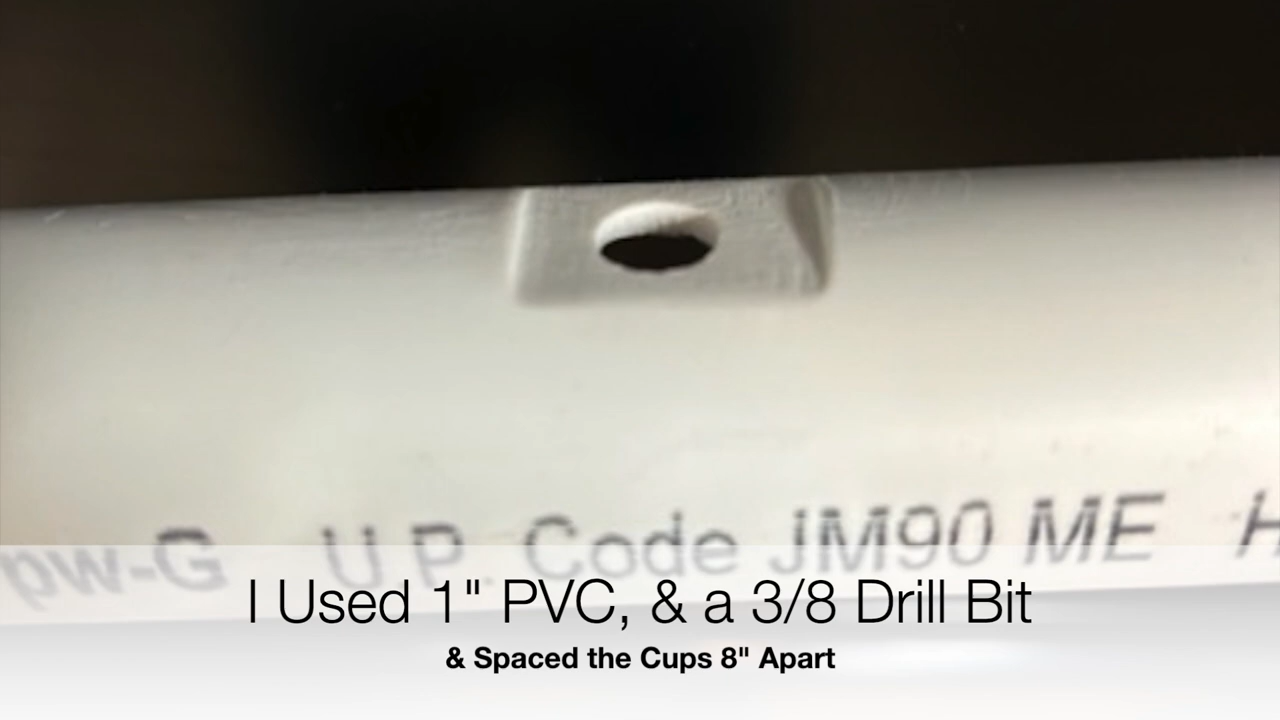 pw-G U.P. Code JM90 ME H
I Used 1" PVC, & a 3/8 Drill Bit
& Spaced the Cups 8" Apart